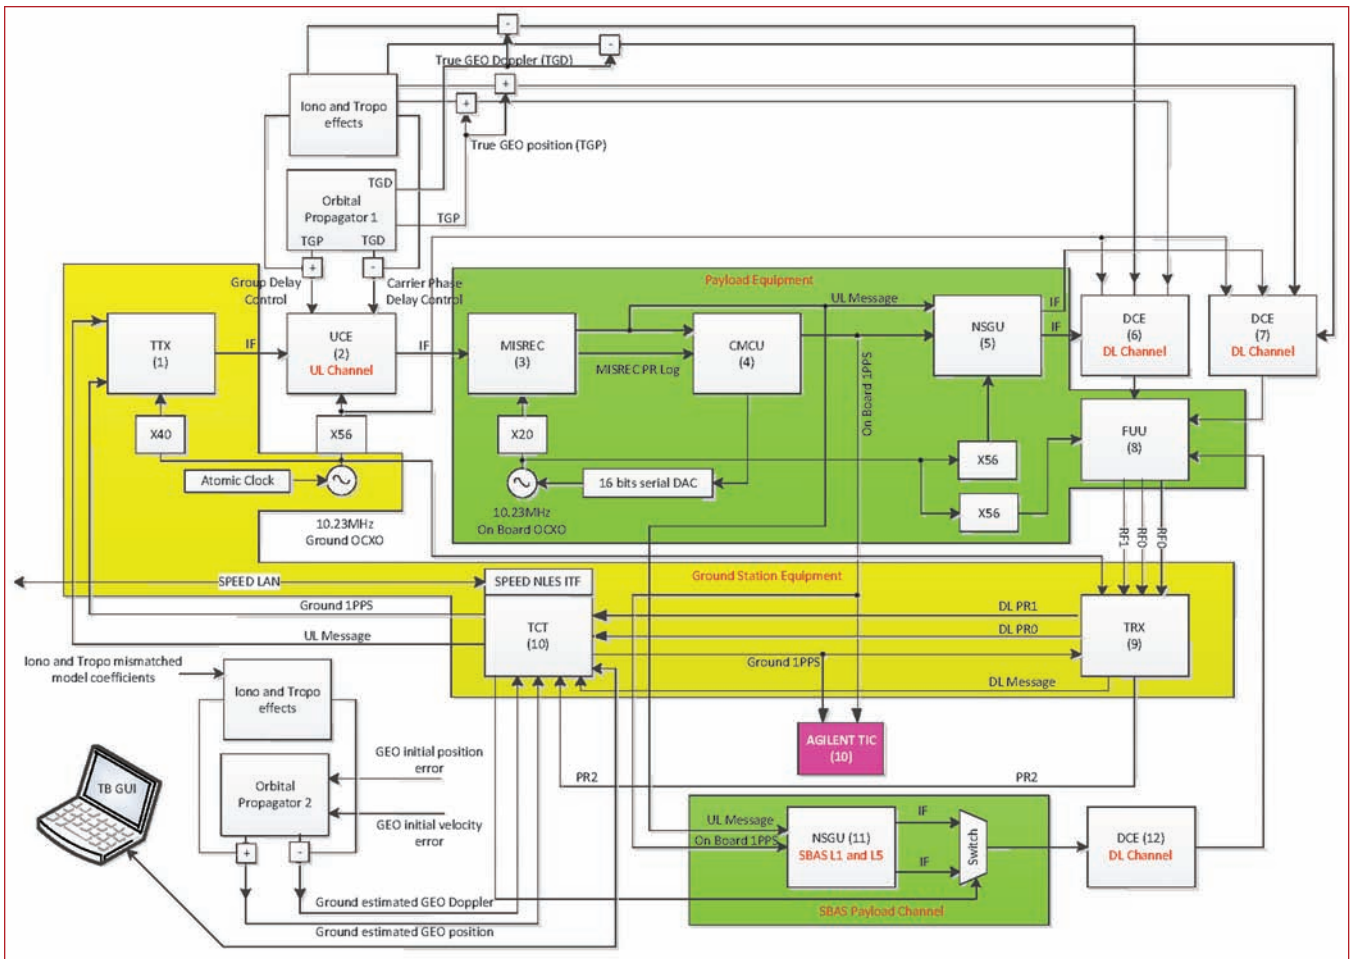 -
-
True GEO Doppler (TGD)
+
+
Iono and Tropo
effects
True GEO position (TGP)
TGD
Orbital
Propagator 1
TGP
TGP
TGD
+
-
Group Delay
Control
Carrier Phase
Delay Control
Payload Equipment
UL Message
TTX
(1)
IF
UCE
(2)
UL Channel
IF
MISREC
(3)
MISREC PR Log
CMCU
(4)
On Board 1PPS
NSGU
(5)
IF
IF
DCE
(6)
DL Channel
DCE
(7)
DL Channel
X40
X56
X20
X56
X56
FUU
(8)
Atomic Clock
10.23MHz
Ground OCXO
10.23MHz
On Board OCXO
16 bits serial DAC
RF1
RF0
RF0
SPEED LAN
SPEED NLES ITF
Ground Station Equipment
Ground 1PPS
UL Message
TCT
(10)
DL PR1
DL PR0
Ground 1PPS
DL Message
TRX
(9)
Iono and Tropo mismatched
model coefficients
Iono and Tropo
effects
GEO initial position
error
Orbital
Propagator 2
GEO initial velocity
error
+
-
AGILENT TIC
(10)
PR2
PR2
TB GUI
UL Message
On Board 1PPS
NSGU (11)
SBAS L1 and L5
IF
IF
Switch
DCE (12)
DL Channel
SBAS Payload Channel
Ground estimated GEO Doppler
Ground estimated GEO position